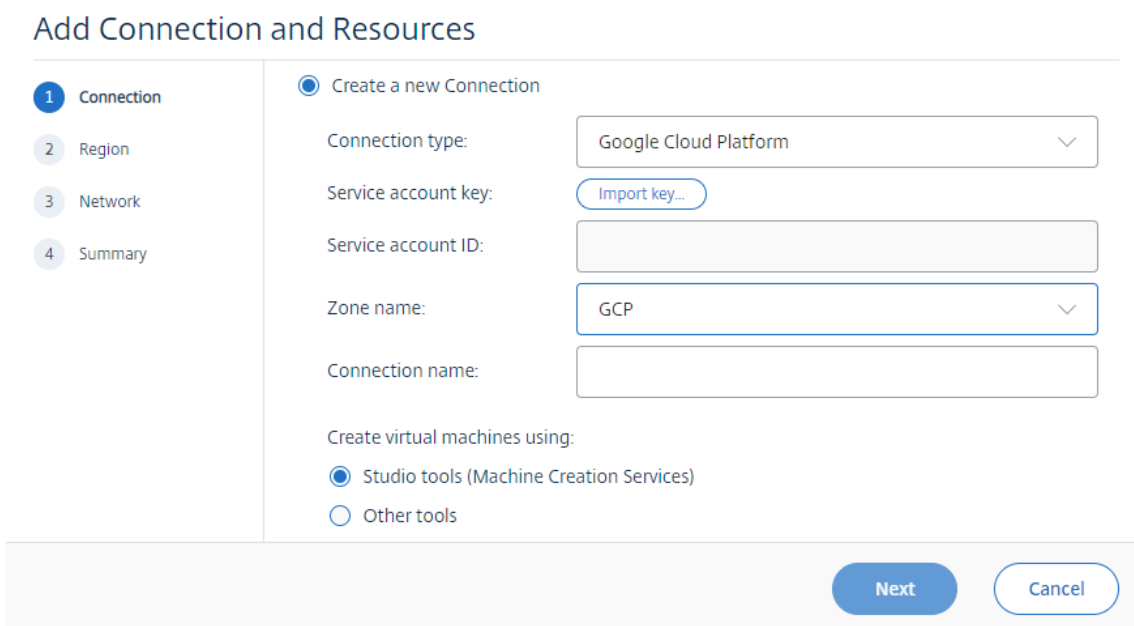 Add Connection and Resources
1 Connection
2 Region
3 Network
4 Summary
Create a new Connection
Connection type: Google Cloud Platform
Service account key: Import key...
Service account ID:
Zone name: GCP
Connection name:
Create virtual machines using:
Studio tools (Machine Creation Services)
Other tools
Next Cancel